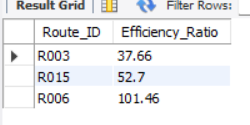 Result Grid Filter Rows:
Route_ID Efficiency_Ratio
R003 37.66
R015 52.7
R006 101.46